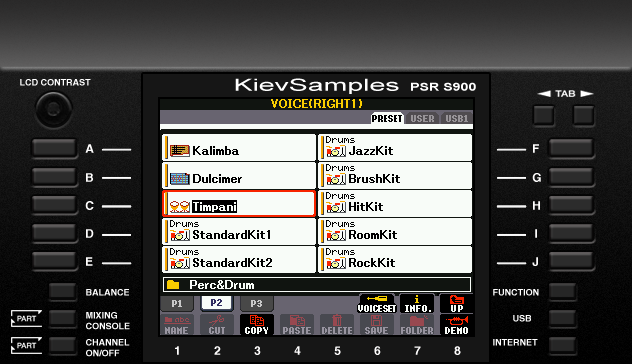 LCD CONTRAST
KievSamples PSR S900
TAB
VOICE(RIGHT1)
PRESET USER USB1
A
B
C
D
E
Kalimba
Dulcimer
Timpani
Drums
StandardKit1
Drums
StandardKit2
Drums
JazzKit
Drums
BrushKit
Drums
HitKit
Drums
RoomKit
Drums
RockKit
F
G
H
I
J
Perc&Drum
P1 P2 P3
VOICESET INFO. UP
NAME CUT COPY PASTE DELETE SAVE FOLDER DEMO
1 2 3 4 5 6 7 8
BALANCE
PART
MIXING
CONSOLE
PART
CHANNEL
ON/OFF
FUNCTION
USB
INTERNET